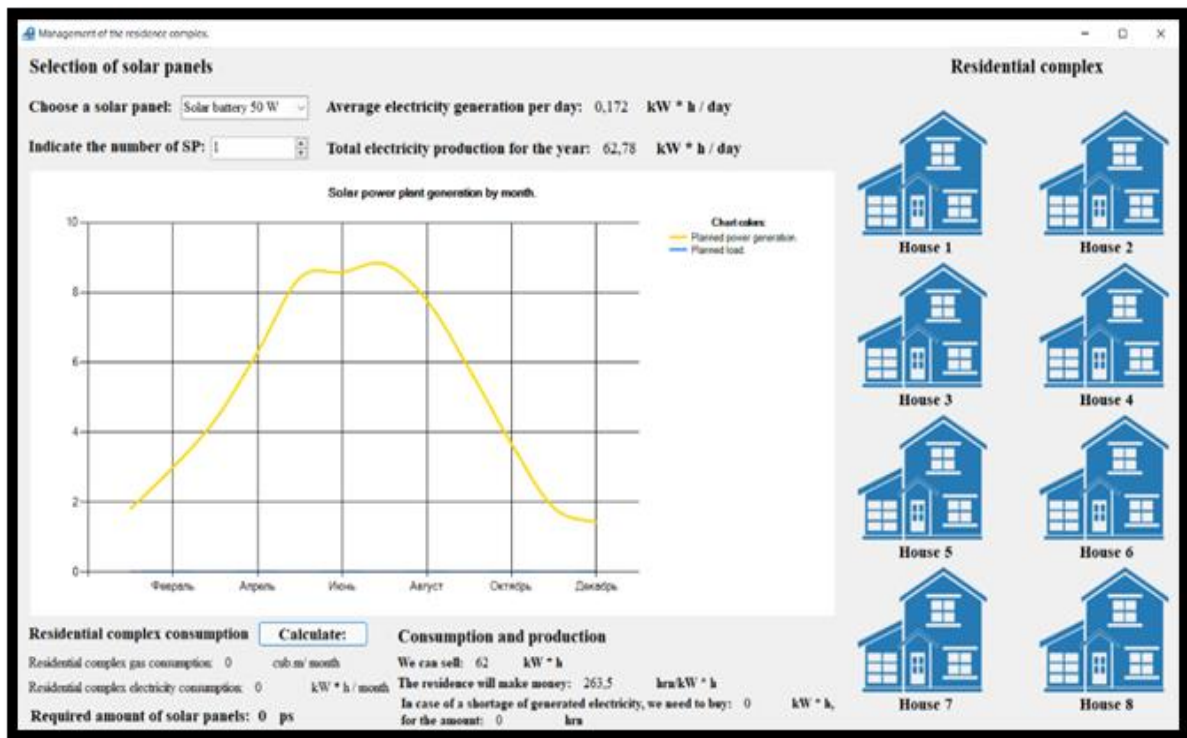 Management of the residence complex.
Selection of solar panels
Residential complex
Choose a solar panel: Solar battery 50 W
Average electricity generation per day: 0,172 kW * h / day
Indicate the number of SP: 1
Total electricity production for the year: 62,78 kW * h / day
Solar power plant generation by month.
Chart colors:
Planned power generation.
Planned load.
10
8
6
4
2
0
Февраль Апрель Июнь Август Октябрь Декабрь
House 1 House 2
House 3 House 4
House 5 House 6
House 7 House 8
Residential complex consumption Calculate:
Residential complex gas consumption: 0 cub.m/ month
Residential complex electricity consumption: 0 kW * h / month
Required amount of solar panels: 0 ps
Consumption and production
We can sell: 62 kW * h
The residence will make money: 263,5 hrn/kW * h
In case of a shortage of generated electricity, we need to buy: 0 kW * h,
for the amount: 0 hrn